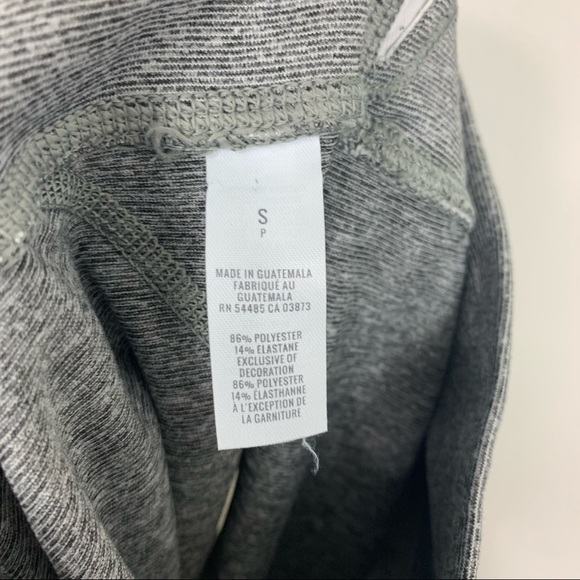 S
P
MADE IN GUATEMALA
FABRIQUÉ AU
GUATEMALA
RN 54485 CA 03873
86% POLYESTER
14% ELASTANE
EXCLUSIVE OF
DECORATION
86% POLYESTER
14% ÉLASTHANNE
À L'EXCEPTION DE
LA GARNITURE